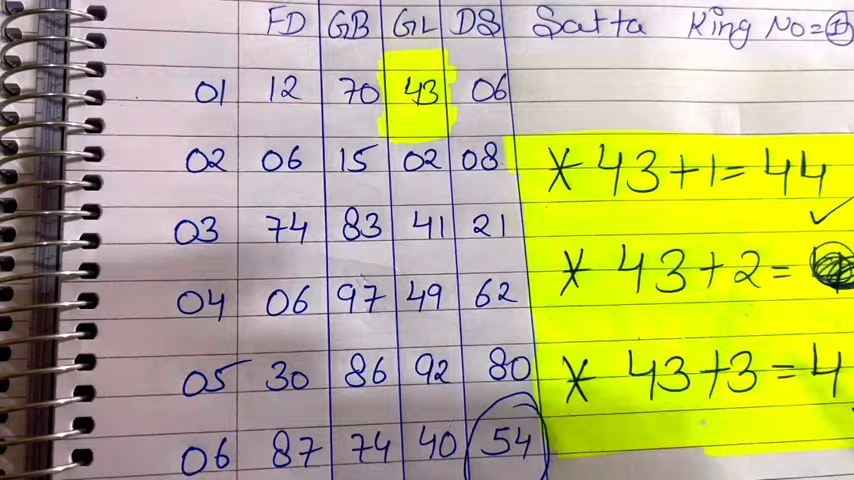 FD GB GL DS Satta King No=①
01 12 70 43 06
02 06 15 02 08
* 43+1=44
03 74 83 41 21
* 43+2=
04 06 97 49 62
05 30 86 92 80
* 43+3=4
06 87 74 40 54